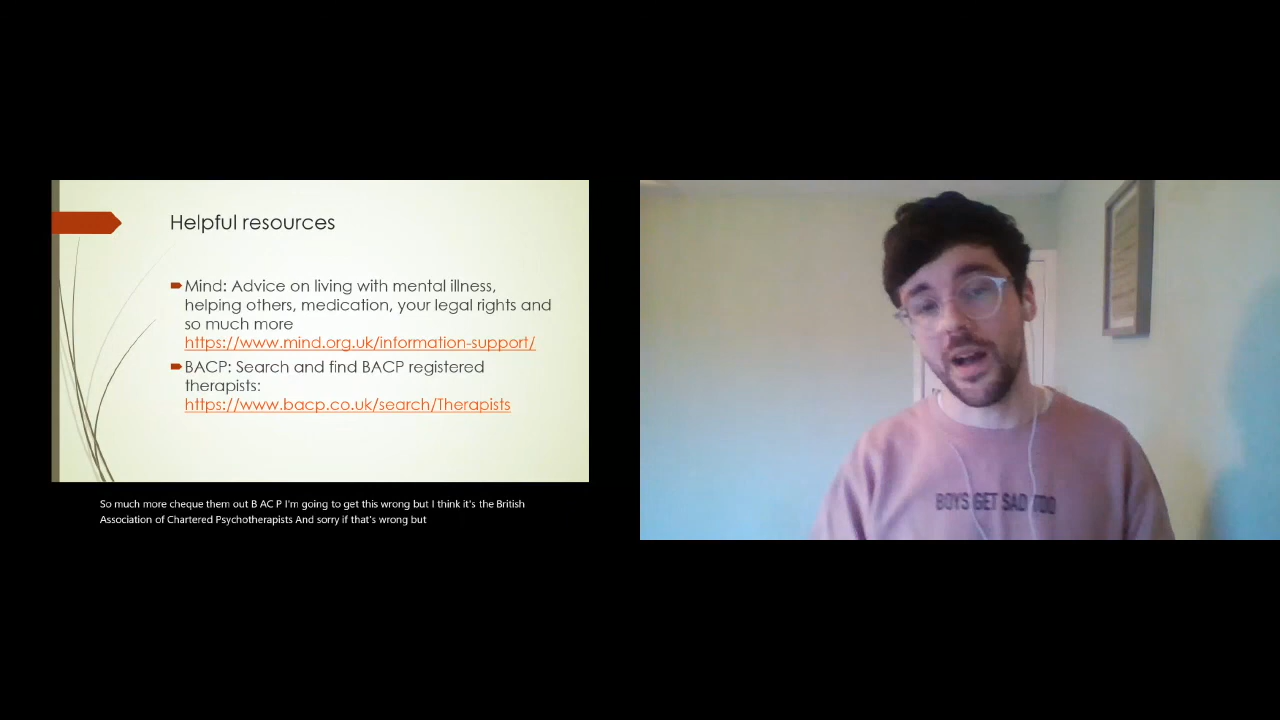 Helpful resources
Mind: Advice on living with mental illness,
helping others, medication, your legal rights and
so much more
https://www.mind.org.uk/information-support/
BACP: Search and find BACP registered
therapists:
https://www.bacp.co.uk/search/Therapists
So much more cheque them out B AC P I'm going to get this wrong but I think it's the British
Association of Chartered Psychotherapists And sorry if that's wrong but
BOYS GET SAD TOO